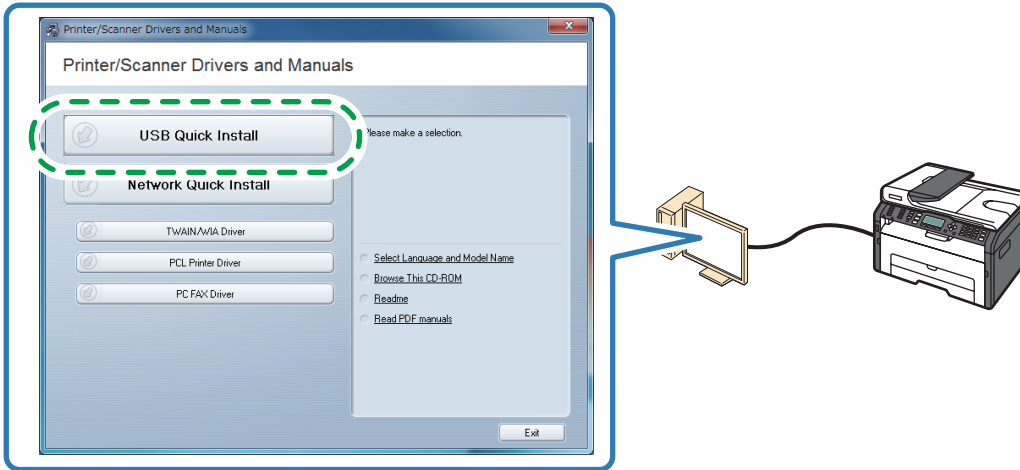 Printer/Scanner Drivers and Manuals
Printer/Scanner Drivers and Manuals
USB Quick Install
Please make a selection.
Network Quick Install
TWAIN/WIA Driver
PCL Printer Driver
PC FAX Driver
Select Language and Model Name
Browse This CD-ROM
Readme
Read PDF manuals
Exit